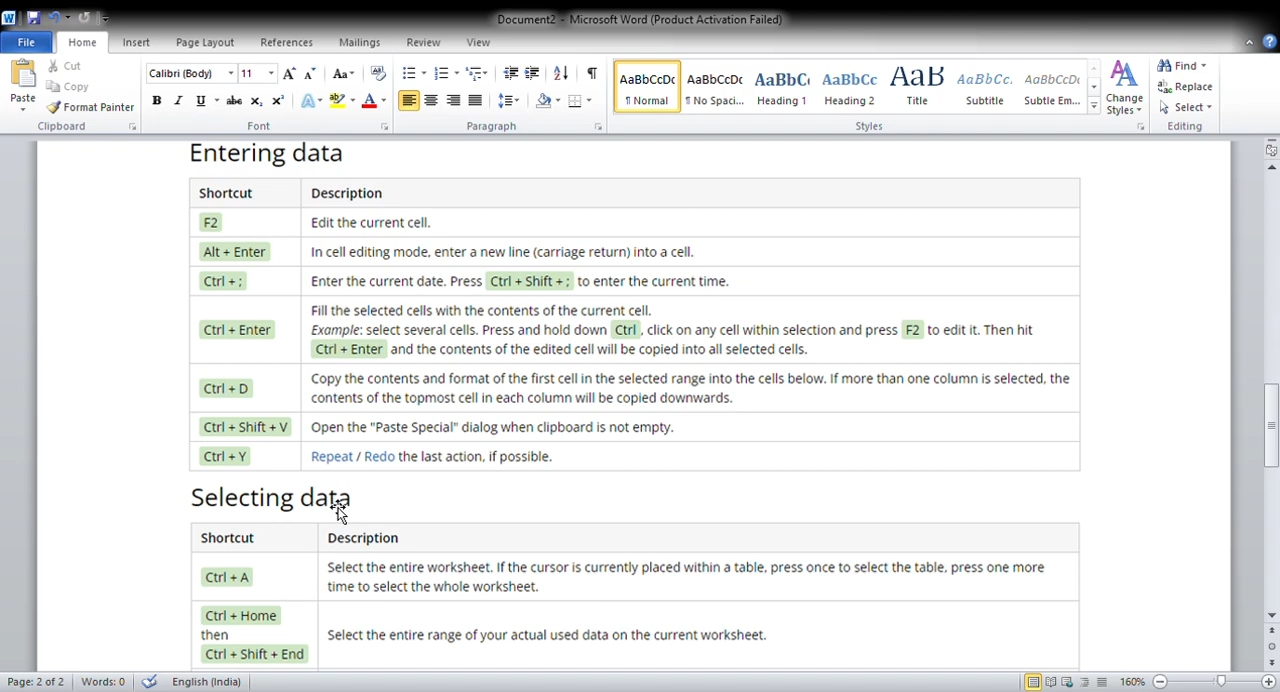 Document2 - Microsoft Word (Product Activation Failed)
File Home Insert Page Layout References Mailings Review View
Paste
Cut
Copy
Format Painter
Clipboard
Calibri (Body) 11
Font
Paragraph
AaBbCcDc ¶ Normal
AaBbCcDc ¶ No Spaci...
AaBbC Heading 1
AaBbCc Heading 2
AaB Title
AaBbCc. Subtitle
AaBbCcDc Subtle Em...
Change Styles
Styles
Find
Replace
Select
Editing
Entering data
Shortcut Description
F2 Edit the current cell.
Alt + Enter In cell editing mode, enter a new line (carriage return) into a cell.
Ctrl + ; Enter the current date. Press Ctrl + Shift + ; to enter the current time.
Fill the selected cells with the contents of the current cell.
Ctrl + Enter Example: select several cells. Press and hold down Ctrl, click on any cell within selection and press F2 to edit it. Then hit
Ctrl + Enter and the contents of the edited cell will be copied into all selected cells.
Ctrl + D Copy the contents and format of the first cell in the selected range into the cells below. If more than one column is selected, the
contents of the topmost cell in each column will be copied downwards.
Ctrl + Shift + V Open the "Paste Special" dialog when clipboard is not empty.
Ctrl + Y Repeat / Redo the last action, if possible.
Selecting data
Shortcut Description
Ctrl + A Select the entire worksheet. If the cursor is currently placed within a table, press once to select the table, press one more
time to select the whole worksheet.
Ctrl + Home
then Select the entire range of your actual used data on the current worksheet.
Ctrl + Shift + End
Page: 2 of 2 Words: 0 English (India) 160%